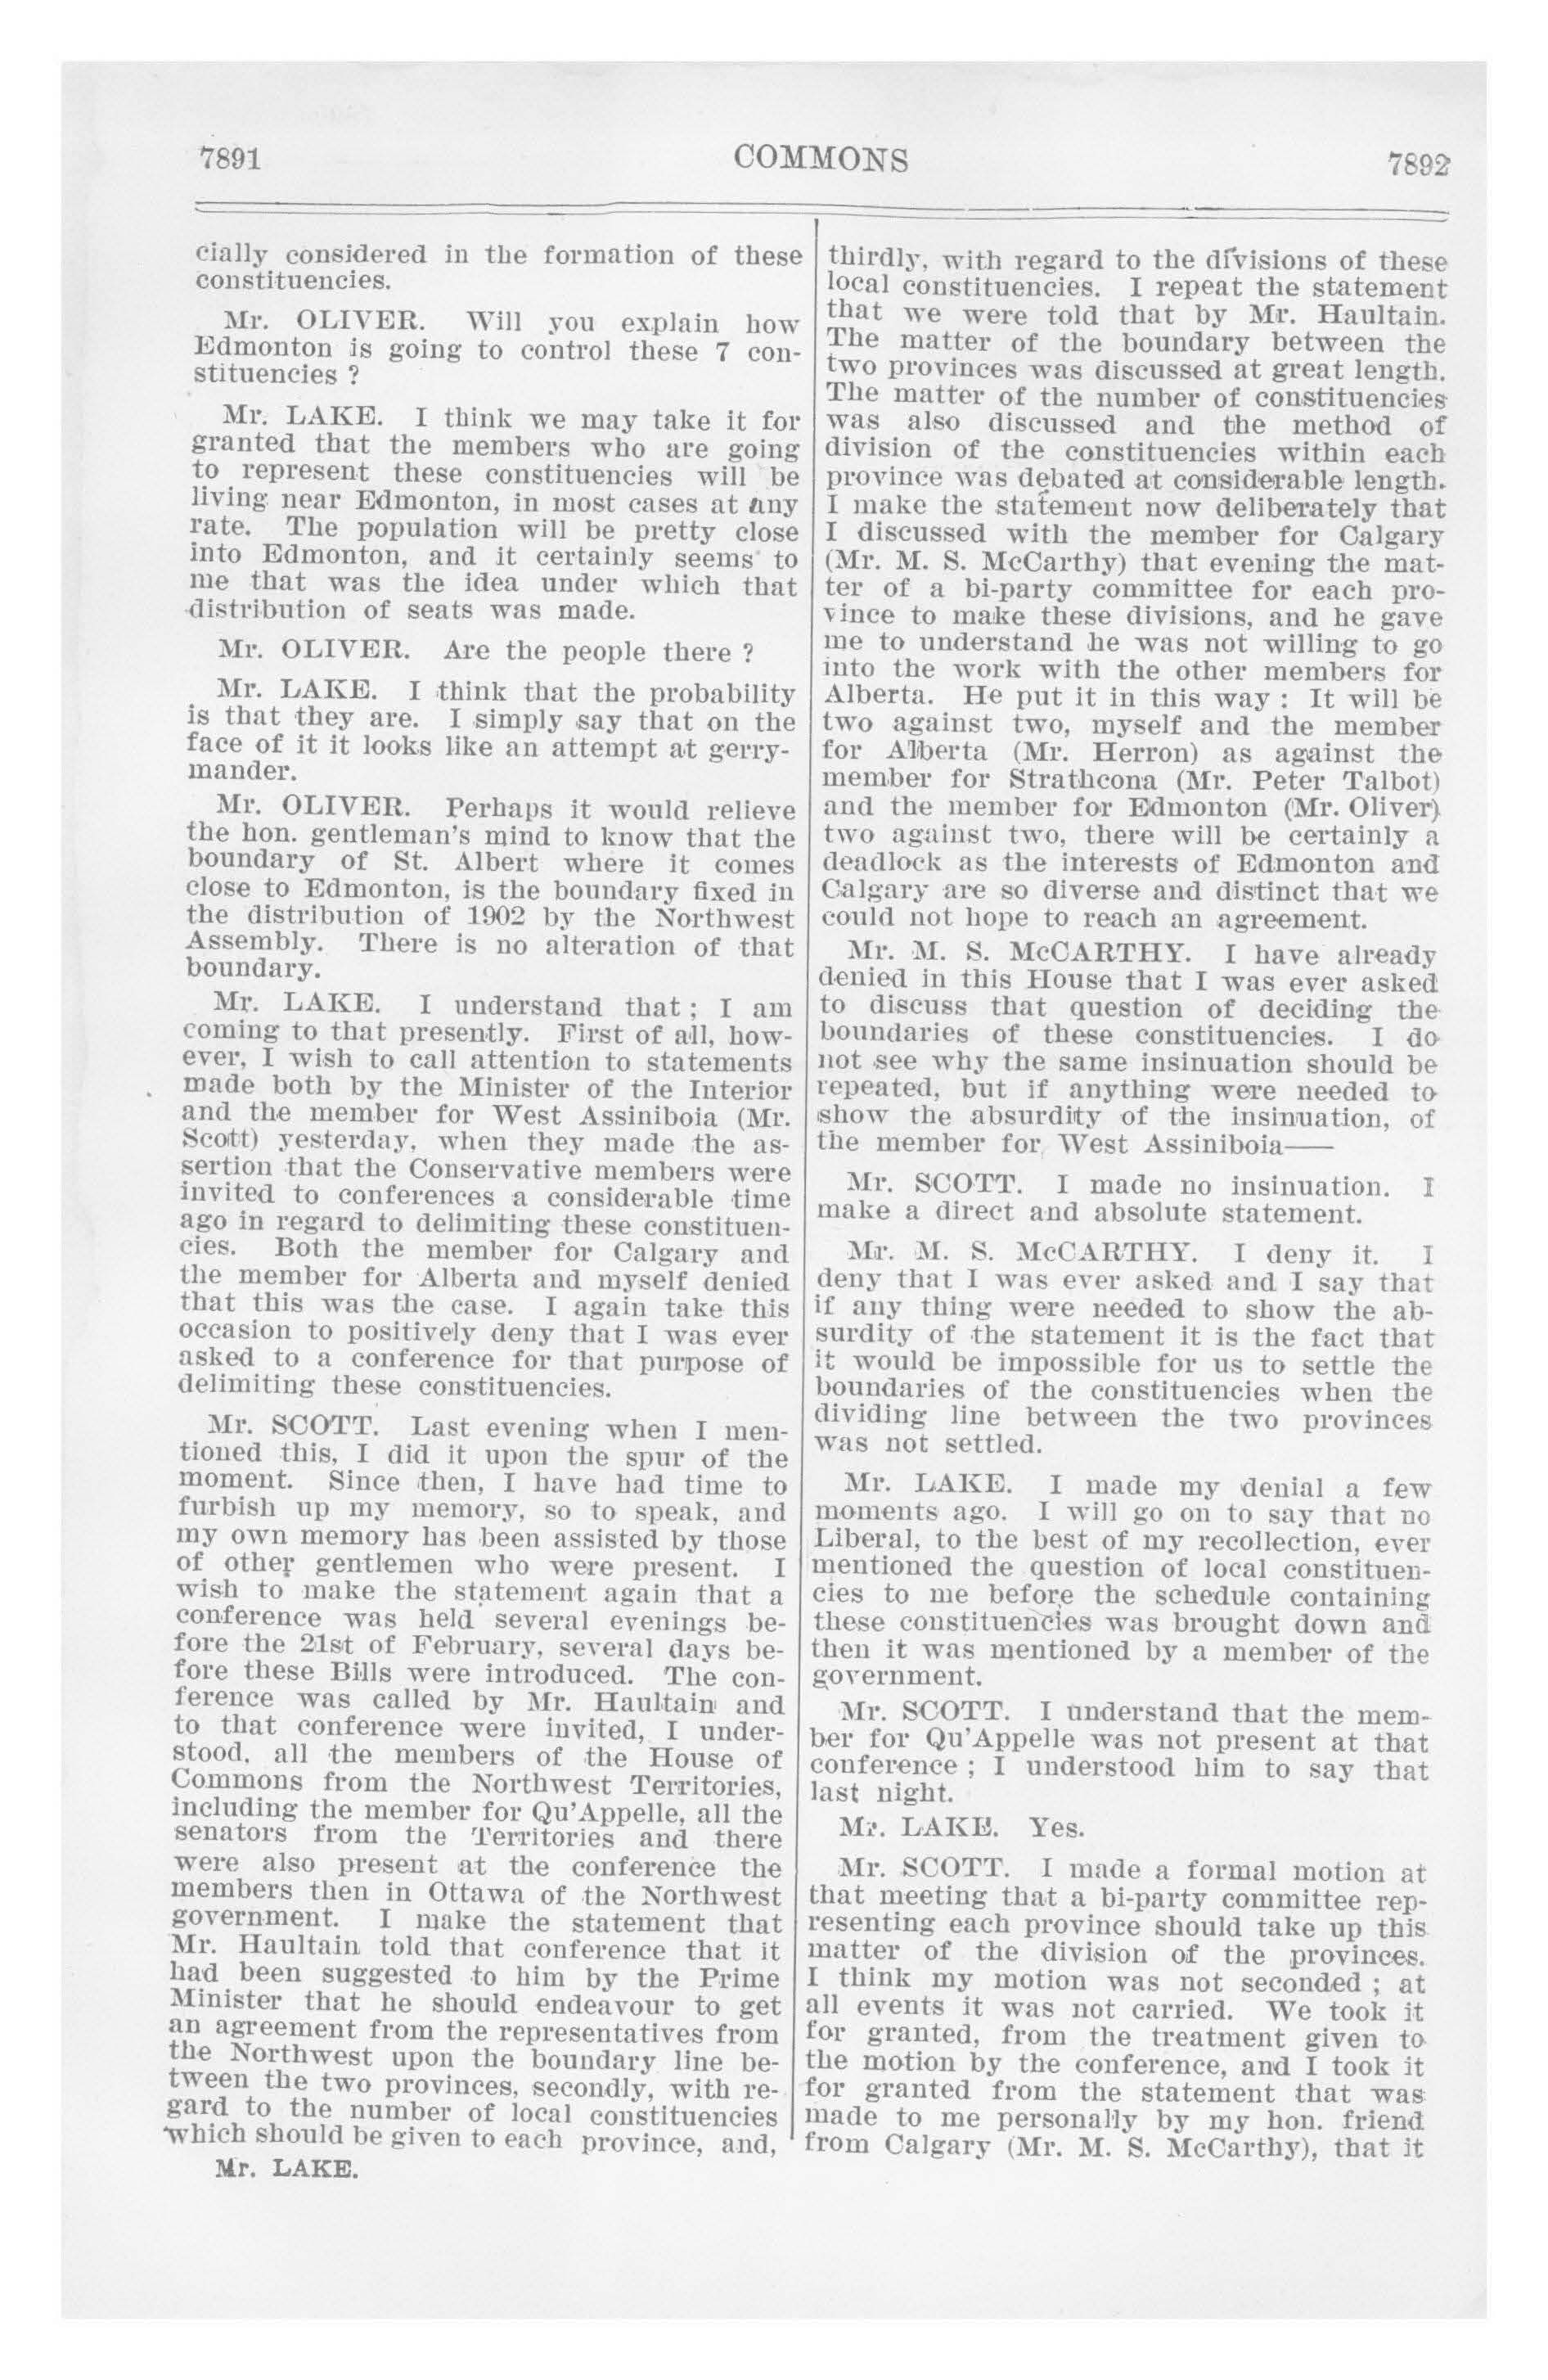 7891
COMMONS
7892
cially considered in the formation of these
constituencies.
Mr. OLIVER. Will you explain how
Edmonton is going to control these 7 con-
stituencies ?
Mr. LAKE. I think we may take it for
granted that the members who are going
to represent these constituencies will be
living near Edmonton, in most cases at any
rate. The population will be pretty close
into Edmonton, and it certainly seems to
me that was the idea under which that
distribution of seats was made.
Mr. OLIVER. Are the people there ?
Mr. LAKE. I think that the probability
is that they are. I simply say that on the
face of it it looks like an attempt at gerry-
mander.
Mr. OLIVER. Perhaps it would relieve
the hon. gentleman's mind to know that the
boundary of St. Albert where it comes
close to Edmonton, is the boundary fixed in
the distribution of 1902 by the Northwest
Assembly. There is no alteration of that
boundary.
Mr. LAKE. I understand that ; I am
coming to that presently. First of all, how-
ever, I wish to call attention to statements
made both by the Minister of the Interior
and the member for West Assiniboia (Mr.
Scott) yesterday, when they made the as-
sertion that the Conservative members were
invited to conferences a considerable time
ago in regard to delimiting these constituen-
cies. Both the member for Calgary and
the member for Alberta and myself denied
that this was the case. I again take this
occasion to positively deny that I was ever
asked to a conference for that purpose of
delimiting these constituencies.
Mr. SCOTT. Last evening when I men-
tioned this, I did it upon the spur of the
moment. Since then, I have had time to
furbish up my memory, so to speak, and
my own memory has been assisted by those
of other gentlemen who were present. I
wish to make the statement again that a
conference was held several evenings be-
fore the 21st of February, several days be-
fore these Bills were introduced. The con-
ference was called by Mr. Haultain and
to that conference were invited, I under-
stood, all the members of the House of
Commons from the Northwest Territories,
including the member for Qu'Appelle, all the
senators from the Territories and there
were also present at the conference the
members then in Ottawa of the Northwest
government. I make the statement that
Mr. Haultain told that conference that it
had been suggested to him by the Prime
Minister that he should endeavour to get
an agreement from the representatives from
the Northwest upon the boundary line be-
tween the two provinces, secondly, with re-
gard to the number of local constituencies
which should be given to each province, and,
Mr. LAKE.
thirdly, with regard to the divisions of these
local constituencies. I repeat the statement
that we were told that by Mr. Haultain.
The matter of the boundary between the
two provinces was discussed at great length.
The matter of the number of constituencies
was also discussed and the method of
division of the constituencies within each
province was debated at considerable length.
I make the statement now deliberately that
I discussed with the member for Calgary
(Mr. M. S. McCarthy) that evening the mat-
ter of a bi-party committee for each pro-
vince to make these divisions, and he gave
me to understand he was not willing to go
into the work with the other members for
Alberta. He put it in this way : It will be
two against two, myself and the member
for Alberta (Mr. Herron) as against the
member for Strathcona (Mr. Peter Talbot)
and the member for Edmonton (Mr. Oliver)
two against two, there will be certainly a
deadlock as the interests of Edmonton and
Calgary are so diverse and distinct that we
could not hope to reach an agreement.
Mr. M. S. McCARTHY. I have already
denied in this House that I was ever asked
to discuss that question of deciding the
boundaries of these constituencies. I do
not see why the same insinuation should be
repeated, but if anything were needed to
show the absurdity of the insinuation, of
the member for West Assiniboia——
Mr. SCOTT. I made no insinuation. I
make a direct and absolute statement.
Mr. M. S. McCARTHY. I deny it. I
deny that I was ever asked and I say that
if any thing were needed to show the ab-
surdity of the statement it is the fact that
it would be impossible for us to settle the
boundaries of the constituencies when the
dividing line between the two provinces
was not settled.
Mr. LAKE. I made my denial a few
moments ago. I will go on to say that no
Liberal, to the best of my recollection, ever
mentioned the question of local constituen-
cies to me before the schedule containing
these constituencies was brought down and
then it was mentioned by a member of the
government.
Mr. SCOTT. I understand that the mem-
ber for Qu'Appelle was not present at that
conference ; I understood him to say that
last night.
Mr. LAKE. Yes.
Mr. SCOTT. I made a formal motion at
that meeting that a bi-party committee rep-
resenting each province should take up this
matter of the division of the provinces.
I think my motion was not seconded ; at
all events it was not carried. We took it
for granted, from the treatment given to
the motion by the conference, and I took it
for granted from the statement that was
made to me personally by my hon. friend
from Calgary (Mr. M. S. McCarthy), that it